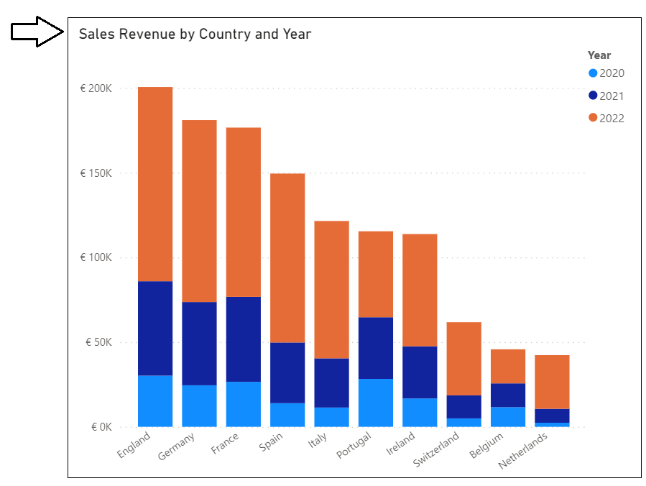 Sales Revenue by Country and Year
Year
2020
2021
2022
€ 200K
€ 150K
€ 100K
€ 50K
€ 0K
England
Germany
France
Spain
Italy
Portugal
Ireland
Switzerland
Belgium
Netherlands